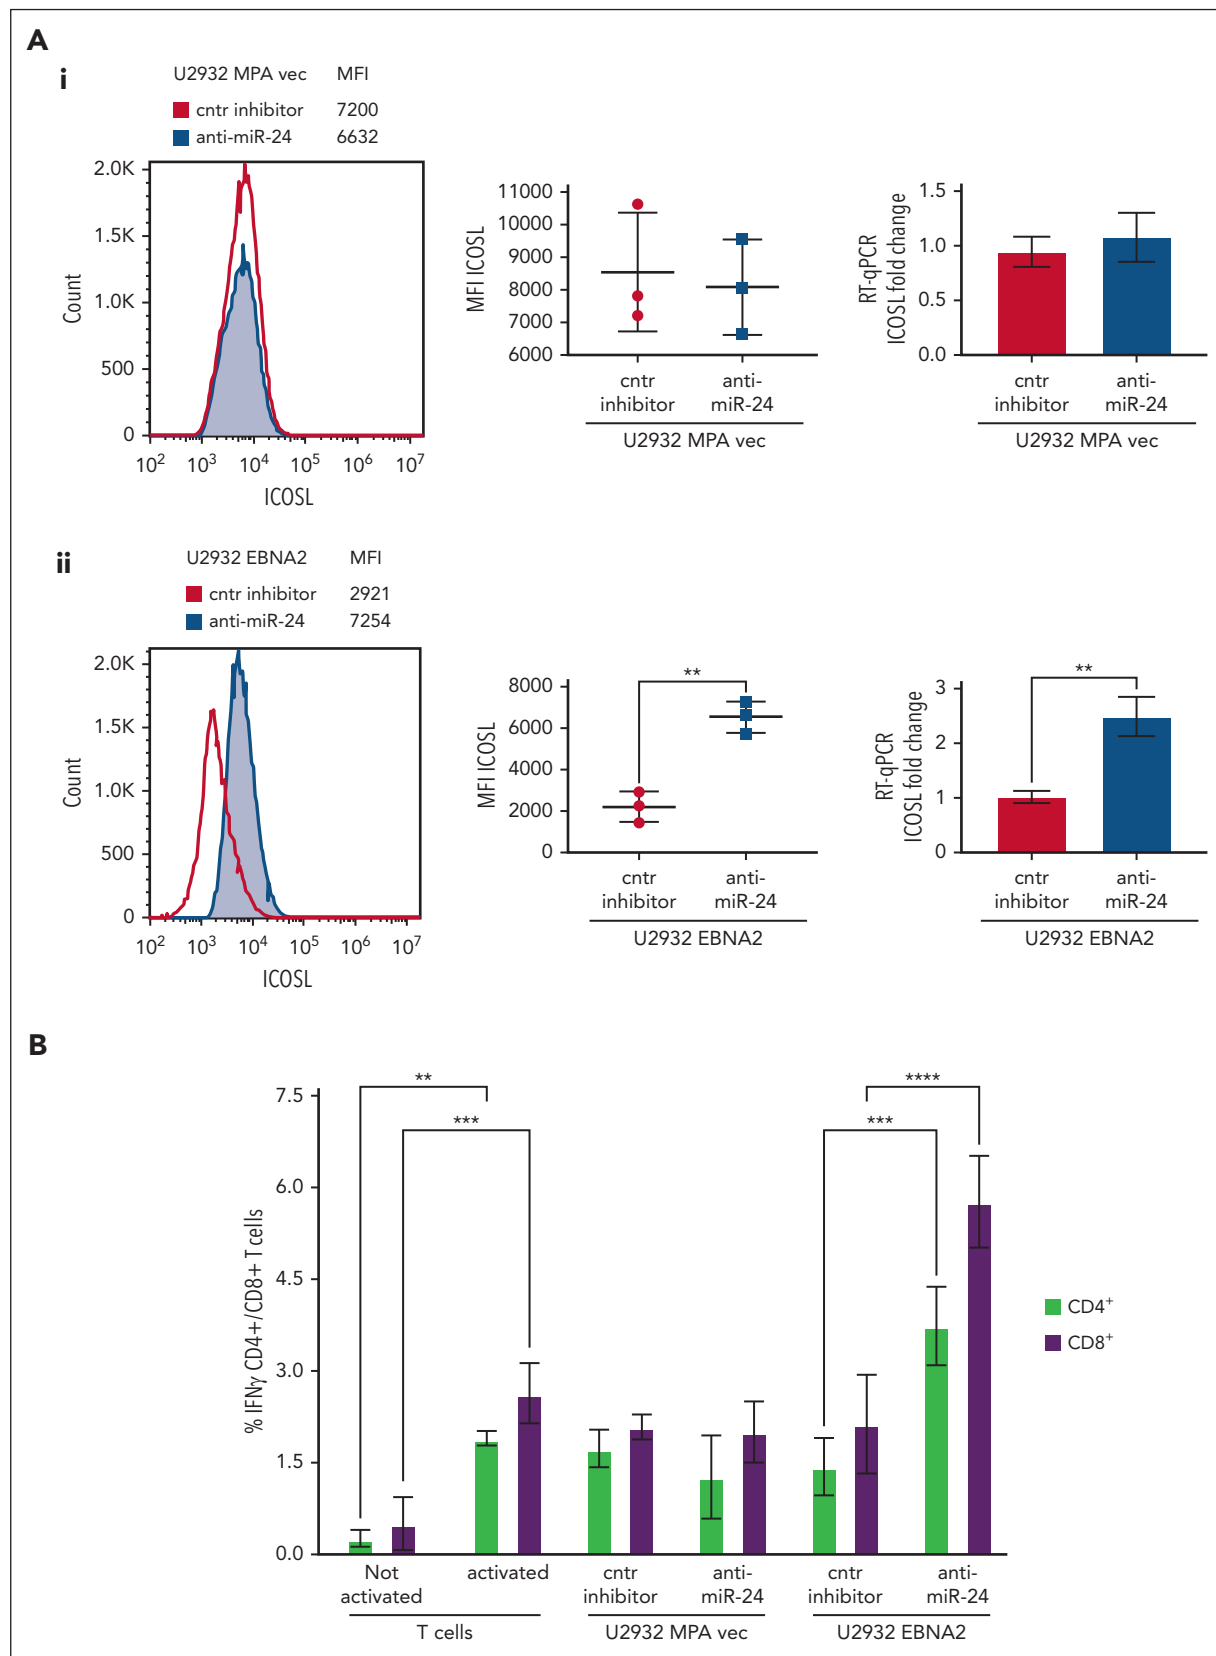 A
i
U2932 MPA vec MFI
cntr inhibitor 7200
anti-miR-24 6632
2.0K
1.5K
1.0K
500
0
Count
10² 10³ 10⁴ 10⁵ 10⁶ 10⁷
ICOSL
11000
10000
9000
8000
7000
6000
MFI ICOSL
cntr inhibitor
anti-miR-24
U2932 MPA vec
1.5
1.0
0.5
0.0
RT-qPCR
ICOSL fold change
cntr inhibitor
anti-miR-24
U2932 MPA vec
ii
U2932 EBNA2 MFI
cntr inhibitor 2921
anti-miR-24 7254
2.0K
1.5K
1.0K
500
0
Count
10² 10³ 10⁴ 10⁵ 10⁶ 10⁷
ICOSL
**
8000
6000
4000
2000
0
MFI ICOSL
cntr inhibitor
anti-miR-24
U2932 EBNA2
**
3
2
1
0
RT-qPCR
ICOSL fold change
cntr inhibitor
anti-miR-24
U2932 EBNA2
B
7.5
6.0
4.5
3.0
1.5
0.0
% IFNγ CD4+/CD8+ T cells
**
***
***
****
CD4⁺
CD8⁺
Not activated
activated
cntr inhibitor
anti-miR-24
cntr inhibitor
anti-miR-24
T cells
U2932 MPA vec
U2932 EBNA2